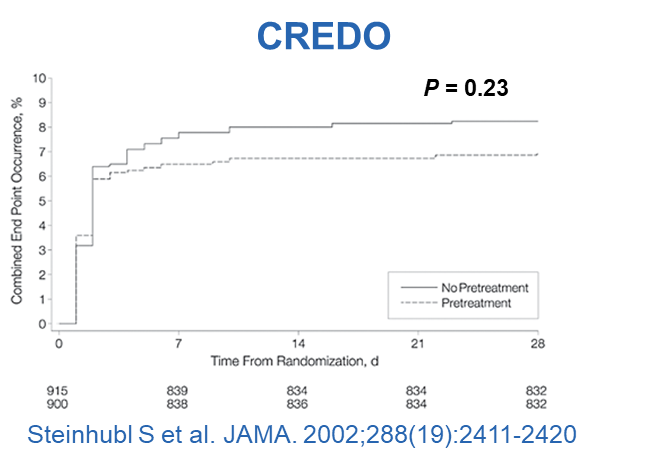 CREDO
P = 0.23
Combined End Point Occurrence, %
10
9
8
7
6
5
4
3
2
1
0
No Pretreatment
Pretreatment
0 7 14 21 28
Time From Randomization, d
915 839 834 834 832
900 838 836 834 832
Steinhubl S et al. JAMA. 2002;288(19):2411-2420